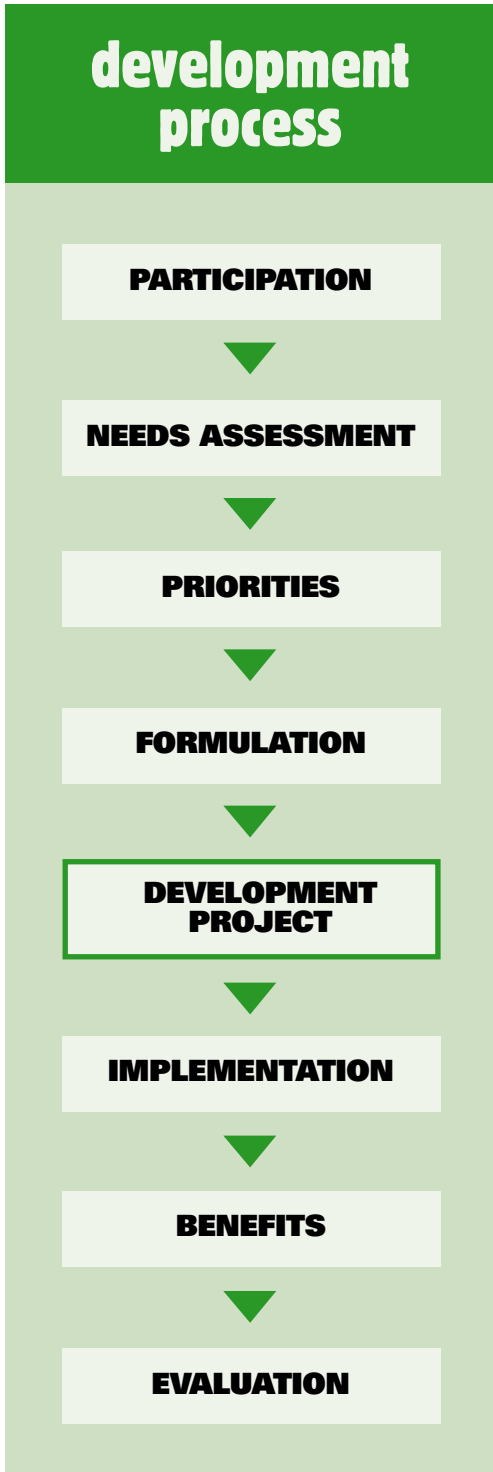 development
process
PARTICIPATION
NEEDS ASSESSMENT
PRIORITIES
FORMULATION
DEVELOPMENT
PROJECT
IMPLEMENTATION
BENEFITS
EVALUATION